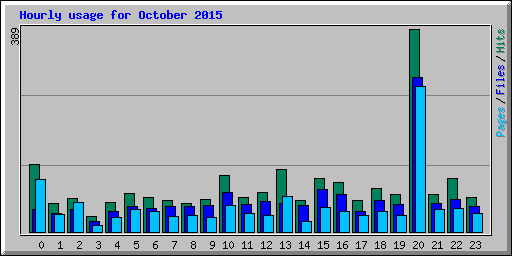 Hourly usage for October 2015
389
Pages / Files / Hits
0 1 2 3 4 5 6 7 8 9 10 11 12 13 14 15 16 17 18 19 20 21 22 23